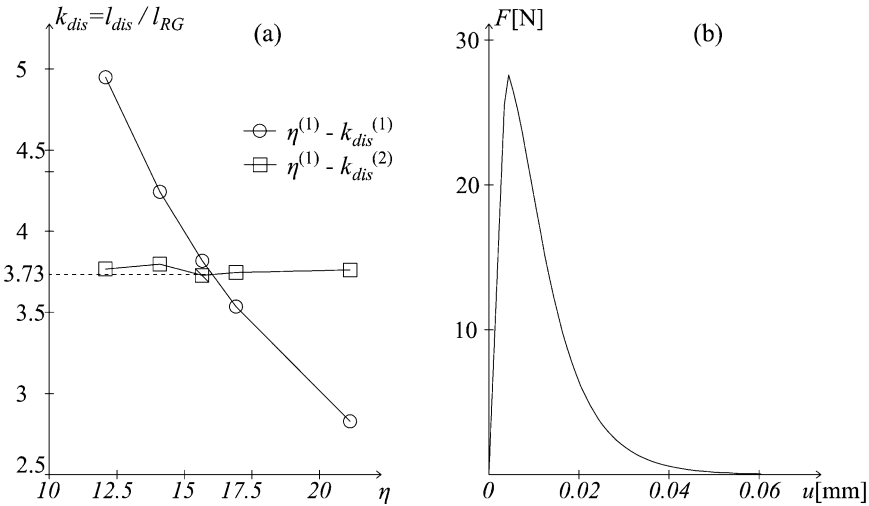 k_dis=l_dis / l_RG
(a)
5
4.5
4
3.73
3.5
3
2.5
η^(1) - k_dis^(1)
η^(1) - k_dis^(2)
10 12.5 15 17.5 20 η
F[N]
(b)
30
20
10
0 0.02 0.04 0.06 u[mm]